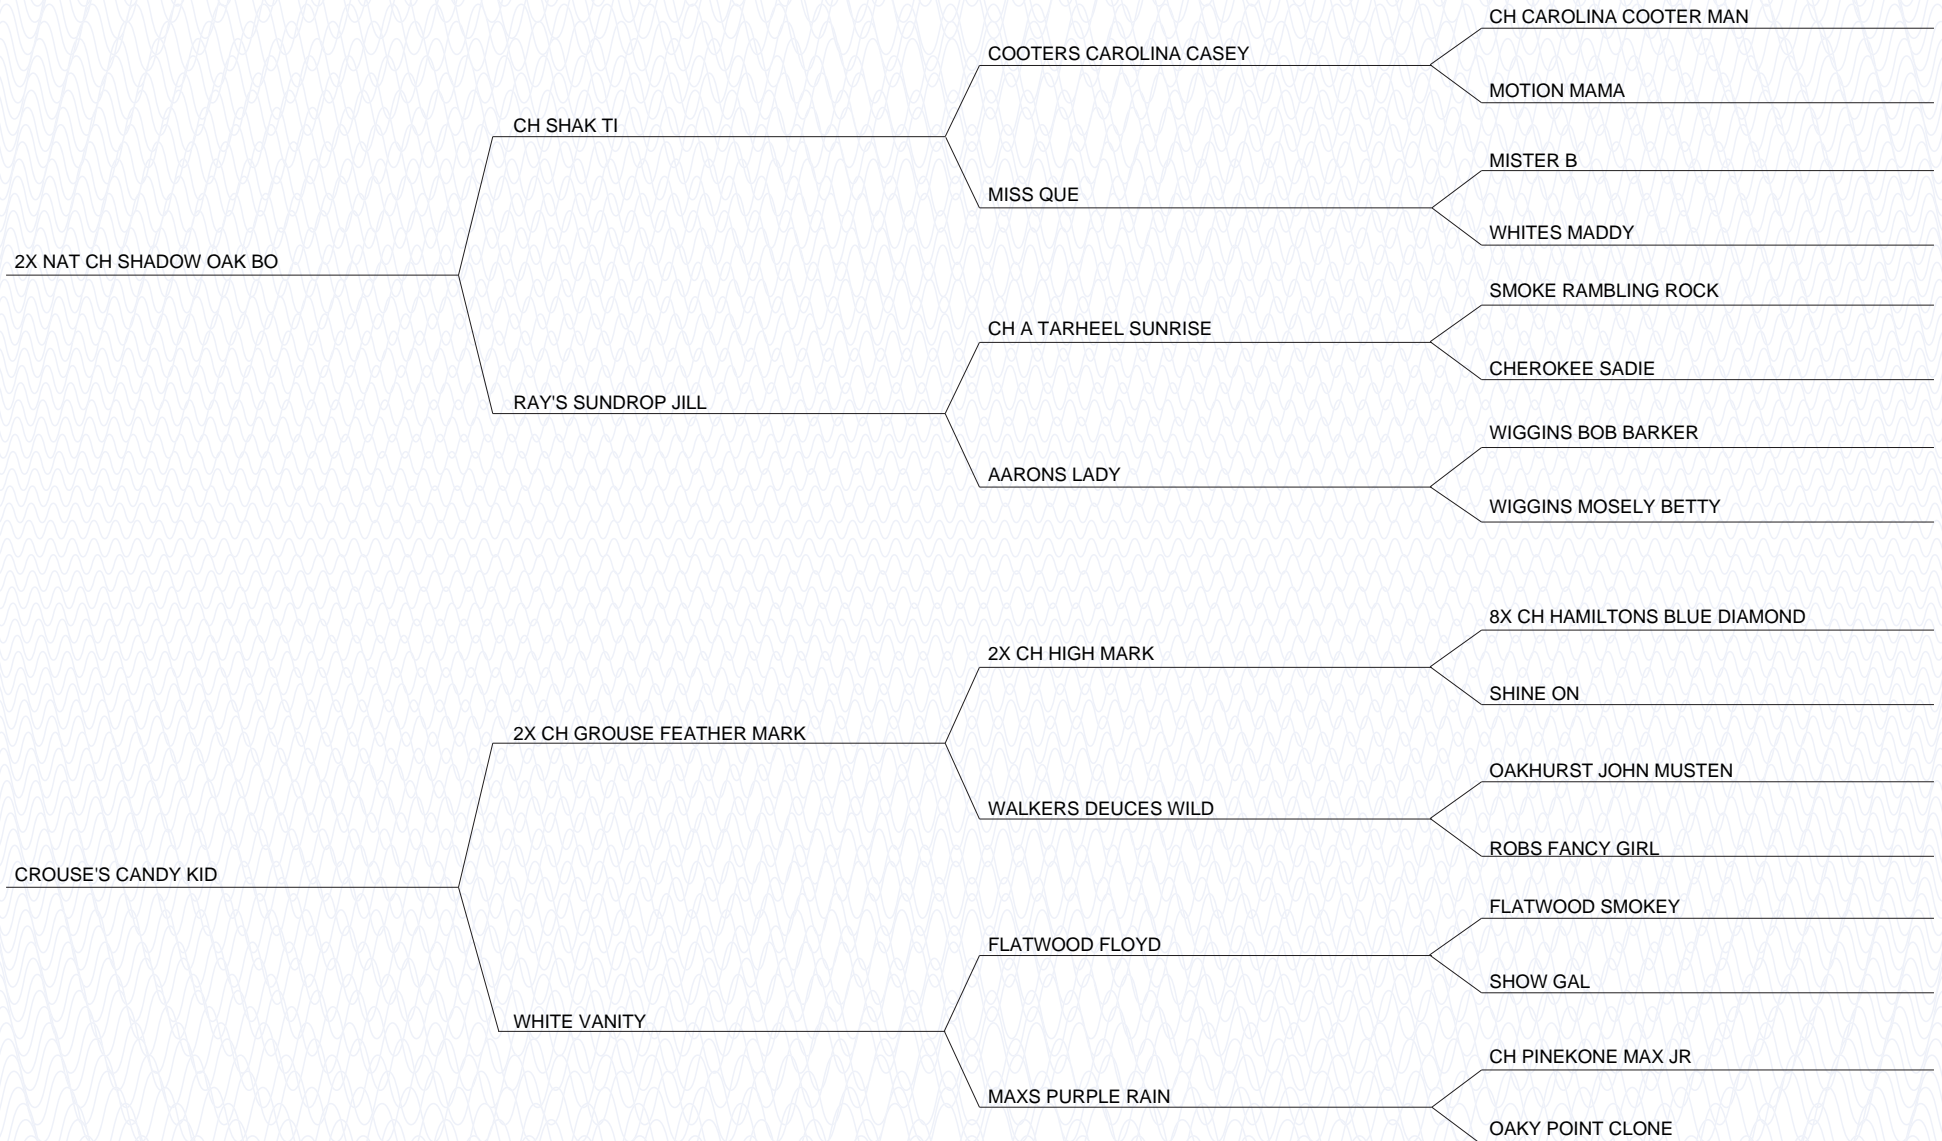 CH CAROLINA COOTER MAN
COOTERS CAROLINA CASEY
MOTION MAMA
CH SHAK TI
MISTER B
MISS QUE
WHITES MADDY
2X NAT CH SHADOW OAK BO
SMOKE RAMBLING ROCK
CH A TARHEEL SUNRISE
CHEROKEE SADIE
RAY'S SUNDROP JILL
WIGGINS BOB BARKER
AARONS LADY
WIGGINS MOSELY BETTY
8X CH HAMILTONS BLUE DIAMOND
2X CH HIGH MARK
SHINE ON
2X CH GROUSE FEATHER MARK
OAKHURST JOHN MUSTEN
WALKERS DEUCES WILD
ROBS FANCY GIRL
CROUSE'S CANDY KID
FLATWOOD SMOKEY
FLATWOOD FLOYD
SHOW GAL
WHITE VANITY
CH PINEKONE MAX JR
MAXS PURPLE RAIN
OAKY POINT CLONE